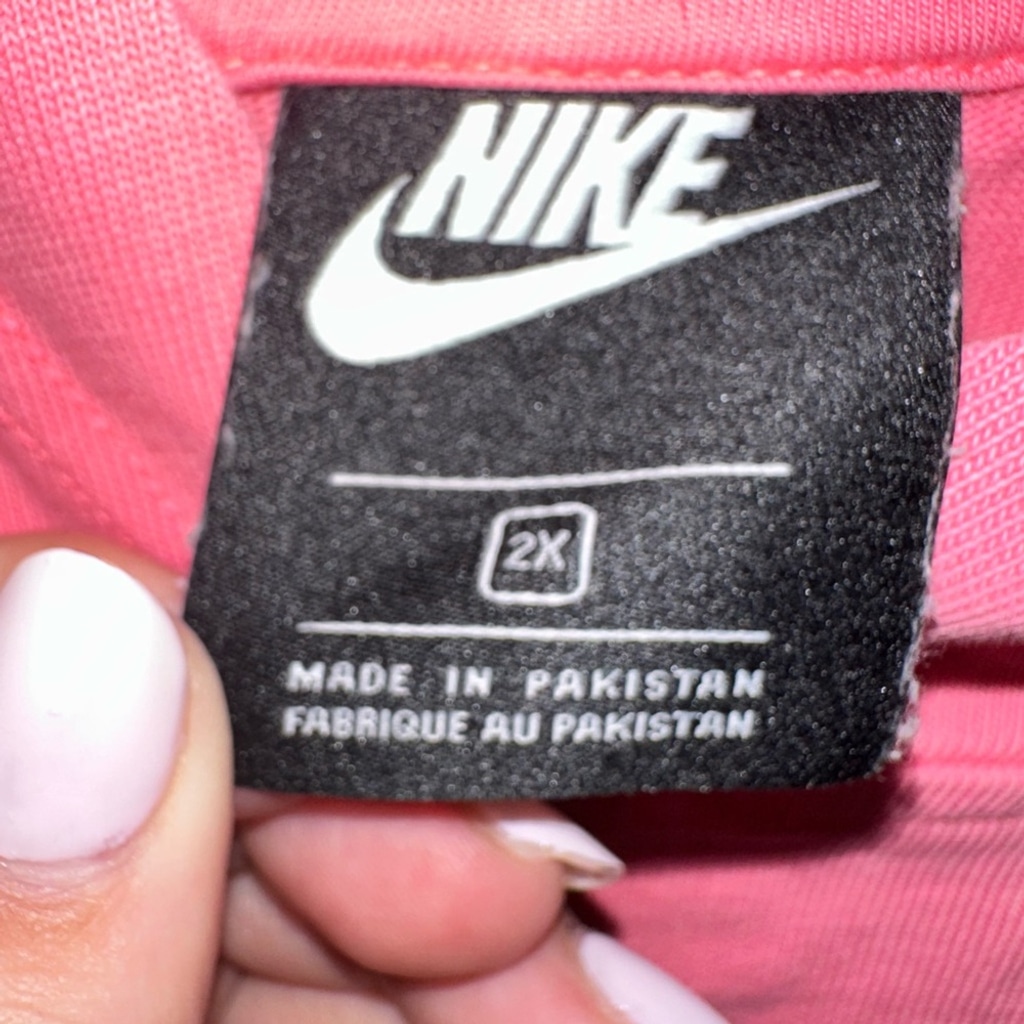 NIKE
2X
MADE IN PAKISTAN
FABRIQUE AU PAKISTAN